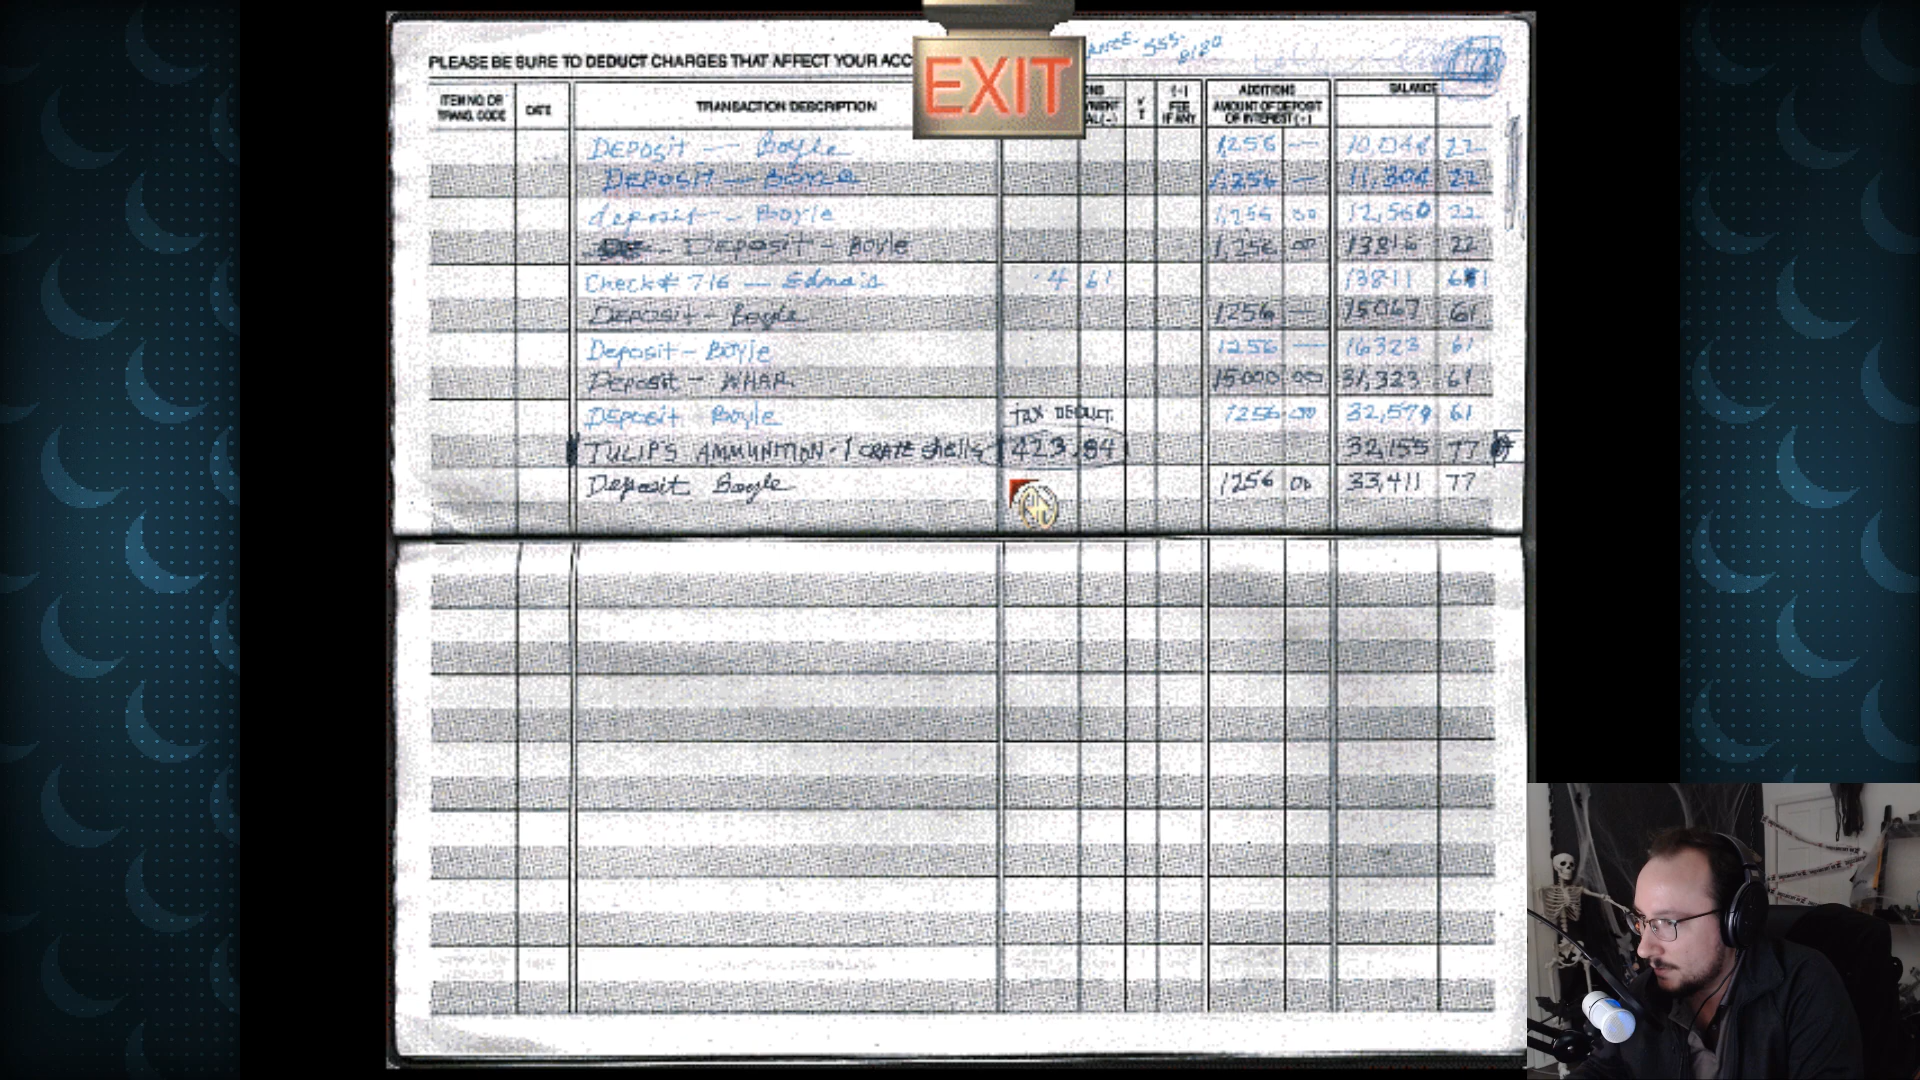 EXIT
PLEASE BE SURE TO DEDUCT CHARGES THAT AFFECT YOUR ACC 555-
ITEM NO. OR TRANS. CODE DATE TRANSACTION DESCRIPTION (-) FEE IF ANY ADDITIONS AMOUNT OF DEPOSIT OF INTEREST (+) BALANCE
Deposit — Boyle 1256 — 10,048 22
Deposit — Boyle 1,256 — 11,304 22
deposit — Boyle 1,256 00 12,560 22
Deposit - Boyle 1,256 00 13816 22
Check# 716 — Edna's 4 61 13811 61
Deposit - Boyle 1256 — 15067 61
Deposit - Boyle 1256 — 16323 61
Deposit - WHAR. 15000 00 31,323 61
Deposit Boyle TAX DEDUCT. 1256 00 32,579 61
TULIP'S AMMUNITION - 1 CRATE shells 423.84 32,155 77
Deposit Boyle 1256 00 33,411 77